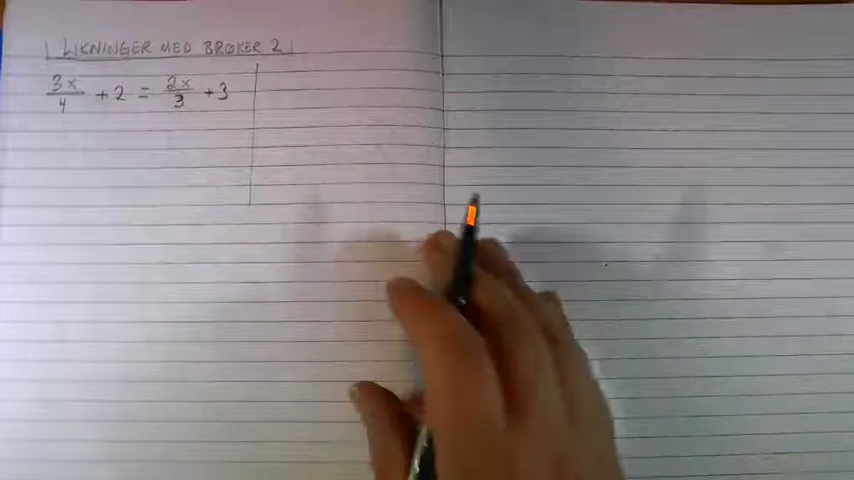 LIKNINGER MED BRØKER 2
3x/4 + 2 = 2x/3 + 3